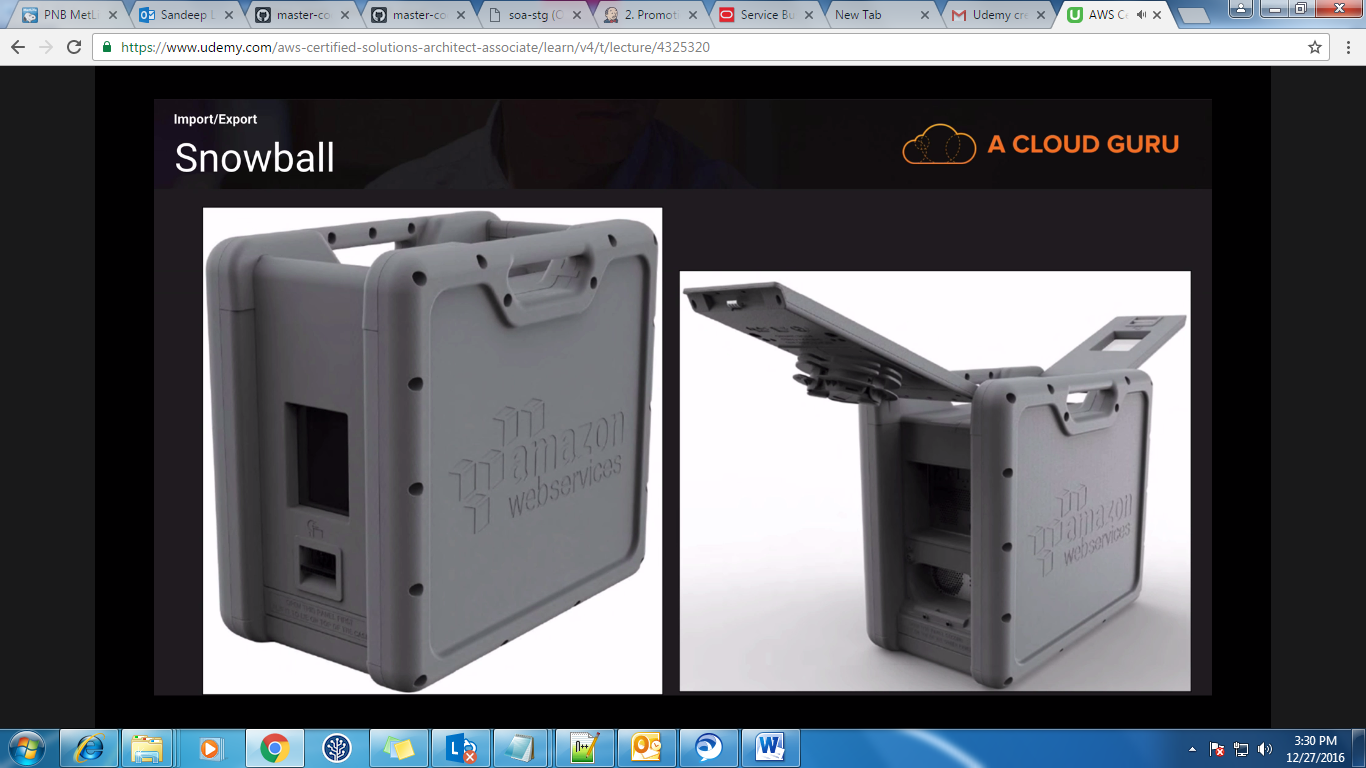 PNB MetL
Sandeep L
master-co
master-co
soa-stg (C
2. Promoti
Service Bu
New Tab
Udemy cre
AWS Ce
https://www.udemy.com/aws-certified-solutions-architect-associate/learn/v4/t/lecture/4325320
Import/Export
Snowball
A CLOUD GURU
amazon
webservices
amazon
webservices
3:30 PM
12/27/2016